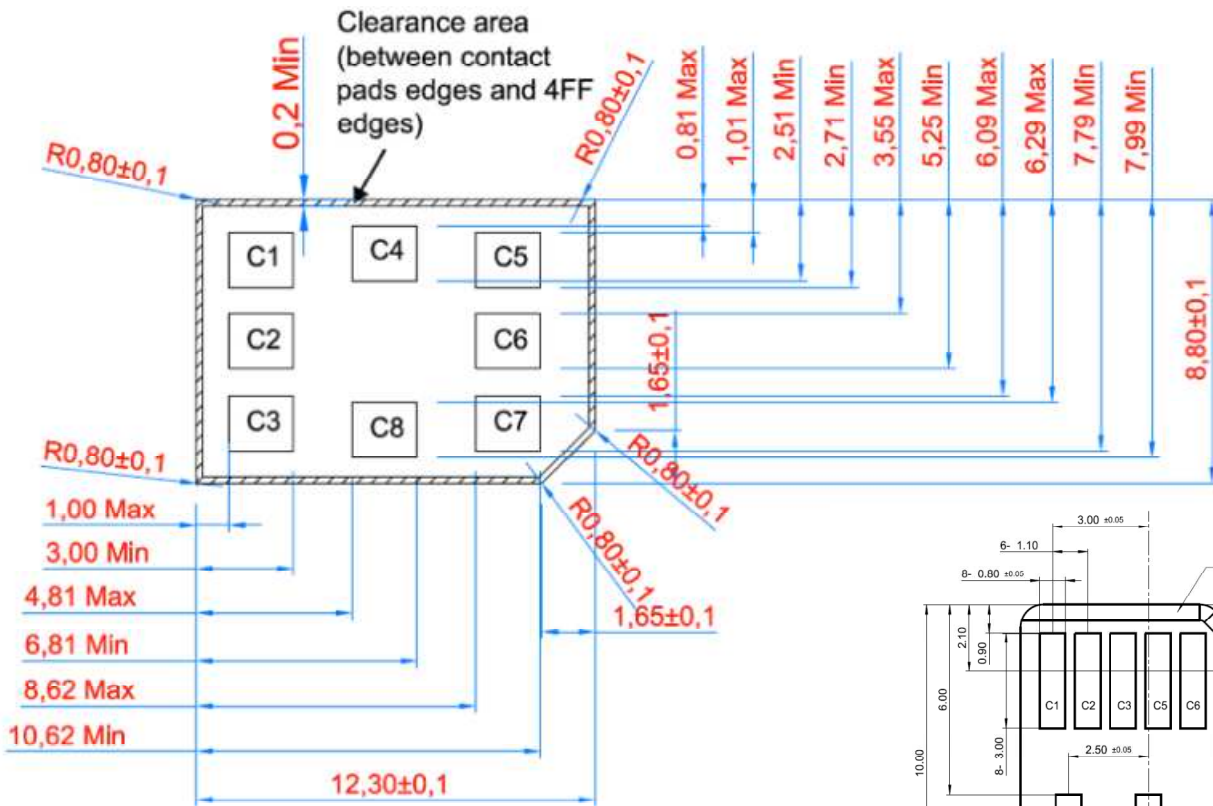 Clearance area
(between contact
pads edges and 4FF
edges)
0,2 Min
R0,80±0,1
R0,80±0,1
0,81 Max
1,01 Max
2,51 Min
2,71 Min
3,55 Max
5,25 Min
6,09 Max
6,29 Max
7,79 Min
7,99 Min
C1
C4
C5
C2
C6
C3
C8
C7
1,65±0,1
8,80±0,1
R0,80±0,1
R0,80±0,1
R0,80±0,1
1,65±0,1
1,00 Max
3,00 Min
4,81 Max
6,81 Min
8,62 Max
10,62 Min
12,30±0,1
3.00 ±0.05
6- 1.10
8- 0.80 ±0.05
2.10
0.90
6.00
10.00
C1 C2 C3 C5 C6
8- 3.00
2.50 ±0.05